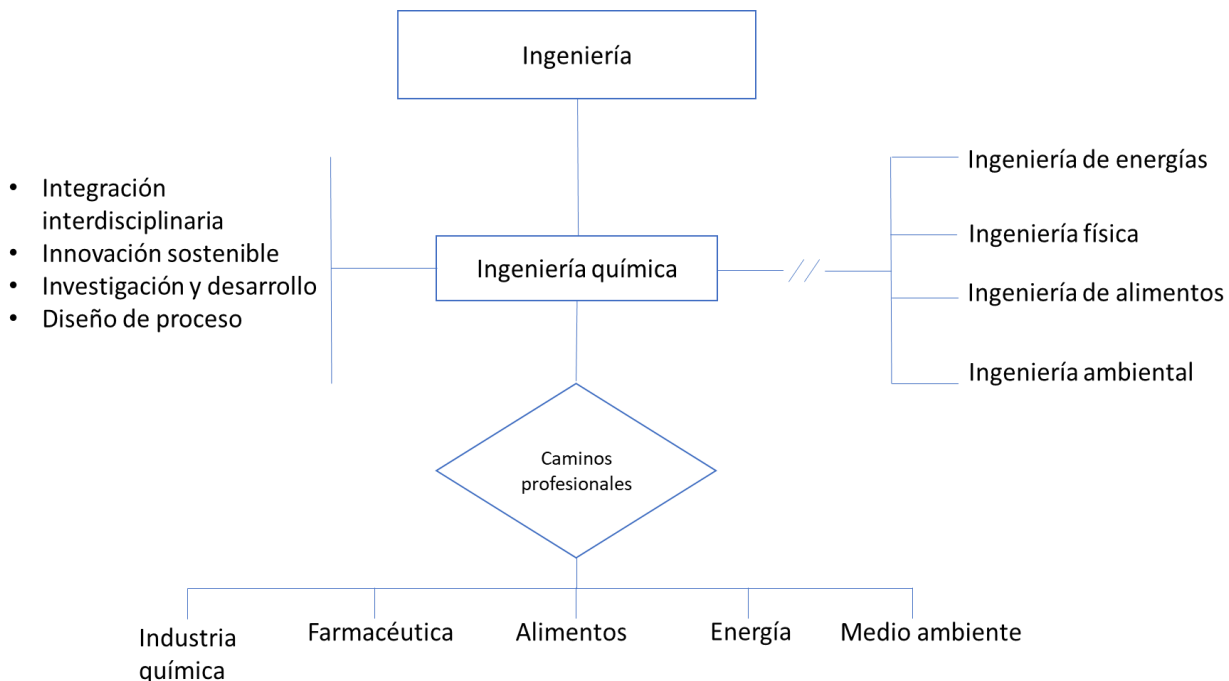 Ingeniería
• Integración
interdisciplinaria
• Innovación sostenible
• Investigación y desarrollo
• Diseño de proceso
Ingeniería química
Ingeniería de energías
Ingeniería física
Ingeniería de alimentos
Ingeniería ambiental
Caminos
profesionales
Industria
química
Farmacéutica
Alimentos
Energía
Medio ambiente